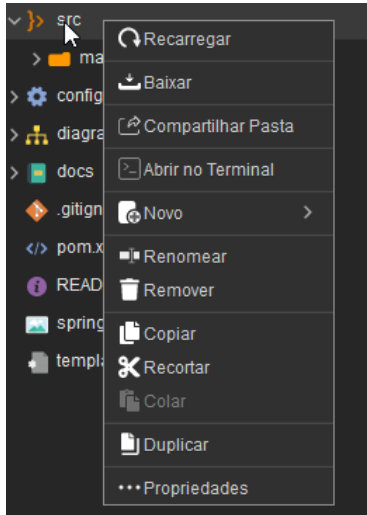 src
Recarregar
ma
Baixar
config
Compartilhar Pasta
diagra
docs
Abrir no Terminal
.gitign
Novo
pom.x
Renomear
READ
Remover
spring
Copiar
templa
Recortar
Colar
Duplicar
Propriedades